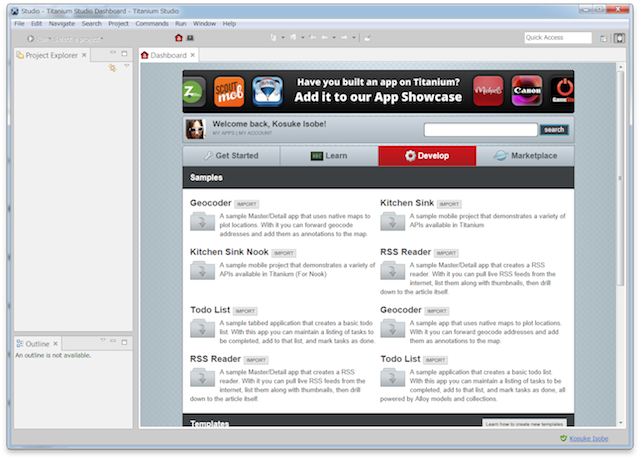 Studio - Titanium Studio Dashboard - Titanium Studio
File Edit Navigate Search Project Commands Run Window Help
Quick Access
Project Explorer
Dashboard
Z
SCOUT mob
Have you built an app on Titanium?
Add it to our App Showcase
Michaels
Canon
Welcome back, Kosuke Isobe!
MY APPS | MY ACCOUNT
search
Get Started
Learn
Develop
Marketplace
Samples
Geocoder IMPORT
A sample Master/Detail app that uses native maps to
plot locations. With it you can forward geocode
addresses and add them as annotations to the map.
Kitchen Sink IMPORT
A sample mobile project that demonstrates a variety of
APIs available in Titanium
Kitchen Sink Nook IMPORT
A sample mobile project that demonstrates a variety of
APIs available in Titanium (For Nook)
RSS Reader IMPORT
A sample Master/Detail app that creates a RSS
reader. With it you can pull live RSS feeds from the
internet, list them along with thumbnails, then drill
down to the article itself.
Todo List IMPORT
A sample tabbed application that creates a basic todo
list. With this app you can maintain a listing of tasks to be
completed, add to that list, and mark tasks as done.
Geocoder IMPORT
A sample app that uses native maps to plot locations.
With it you can forward geocode addresses and add
them as annotations to the map.
RSS Reader IMPORT
A sample Master/Detail app that creates a RSS
reader. With it you can pull live RSS feeds from the
internet, list them along with thumbnails, then drill
down to the article itself.
Todo List IMPORT
A sample application that creates a basic todo list
With this app you can maintain a listing of tasks to be
completed, add to that list, and mark tasks as done, all
powered by Alloy models and collections.
Outline
An outline is not available.
Templates
Learn how to create new templates
Kosuke Isobe